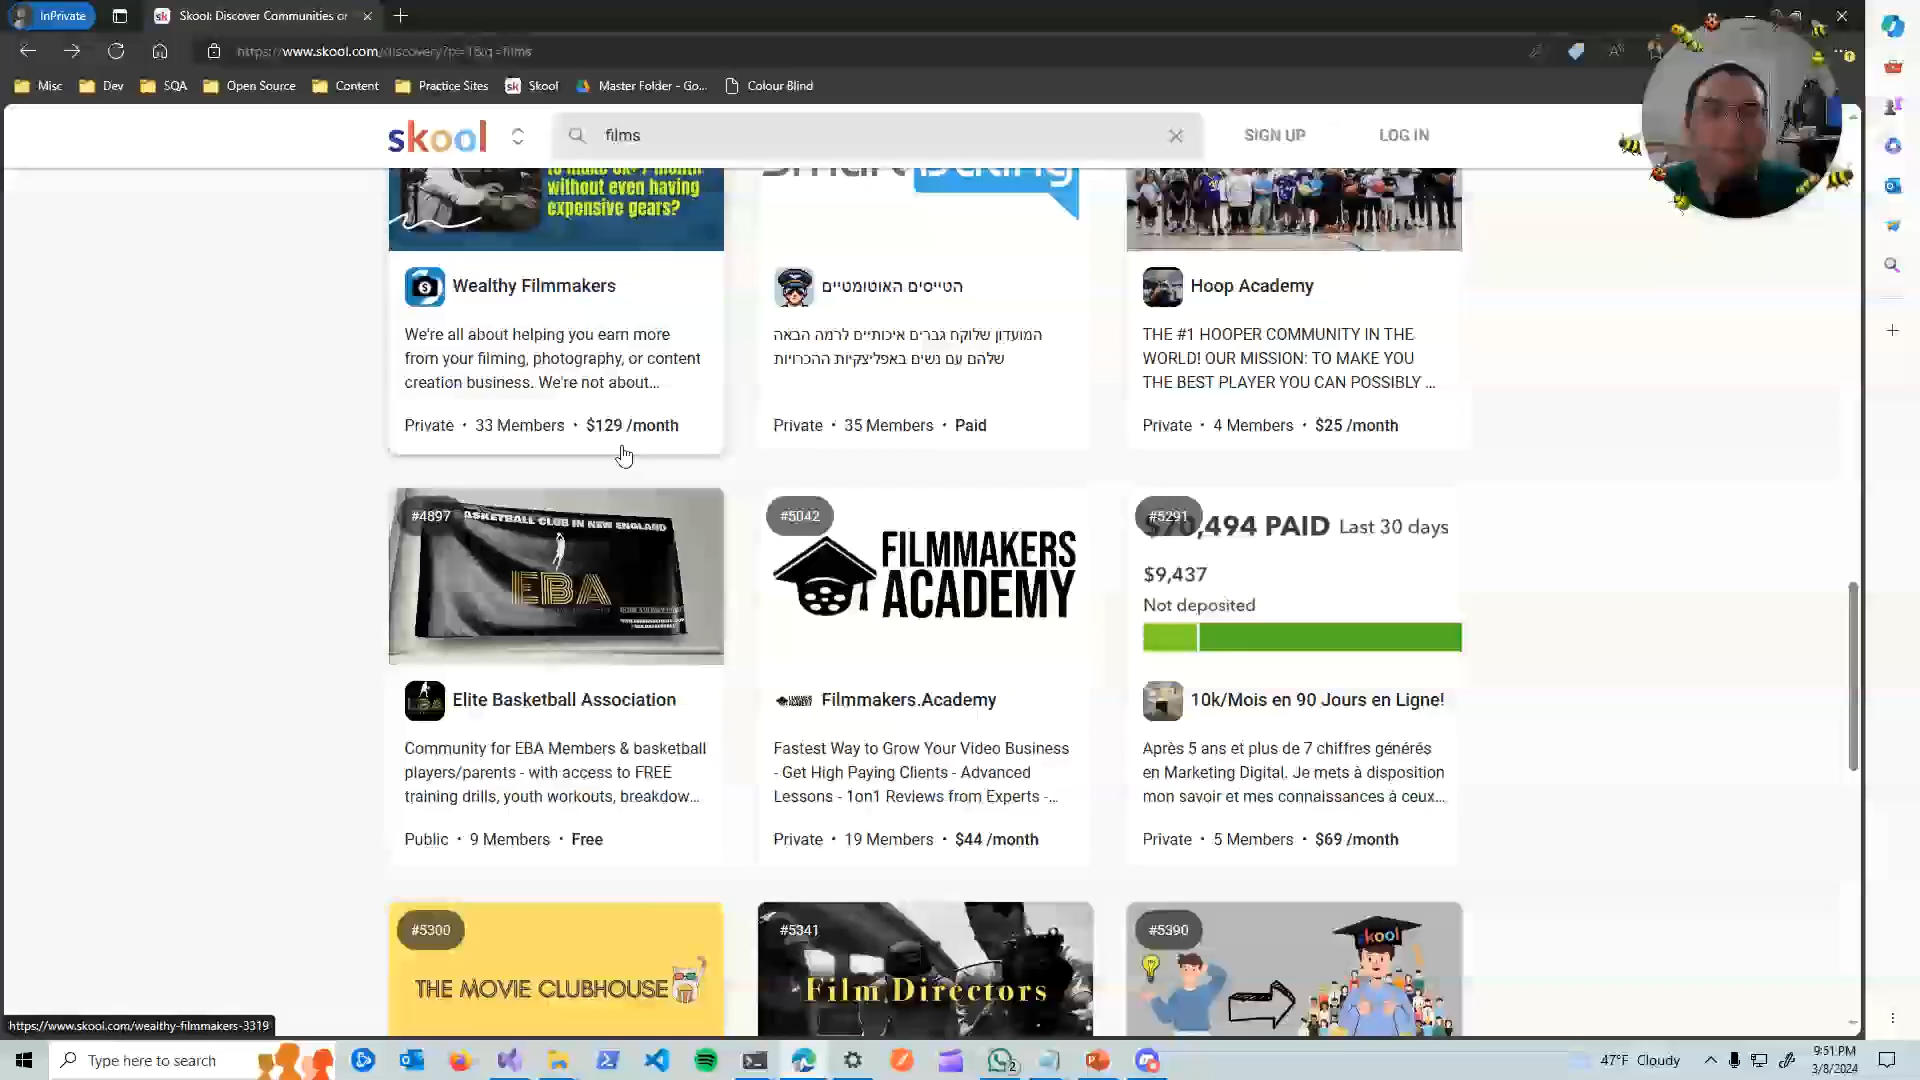 InPrivate
Skool: Discover Communities or
https://www.skool.com/discovery?p=1&q=films
Misc
Dev
SQA
Open Source
Content
Practice Sites
Skool
Master Folder - Go...
Colour Blind
skool
films
SIGN UP
LOG IN
without even having
expensive gears?
Wealthy Filmmakers
We're all about helping you earn more
from your filming, photography, or content
creation business. We're not about...
Private • 33 Members • $129 /month
הטייסים האוטומטיים
המועדון שלוקח גברים איכותיים לרמה הבאה
שלהם עם נשים באפליצקיות ההכרויות
Private • 35 Members • Paid
Hoop Academy
THE #1 HOOPER COMMUNITY IN THE
WORLD! OUR MISSION: TO MAKE YOU
THE BEST PLAYER YOU CAN POSSIBLY ...
Private • 4 Members • $25 /month
#4897
BASKETBALL CLUB IN NEW ENGLAND
EBA
Elite Basketball Association
Community for EBA Members & basketball
players/parents - with access to FREE
training drills, youth workouts, breakdow...
Public • 9 Members • Free
#5042
FILMMAKERS
ACADEMY
Filmmakers.Academy
Fastest Way to Grow Your Video Business
- Get High Paying Clients - Advanced
Lessons - 1on1 Reviews from Experts -...
Private • 19 Members • $44 /month
#5291
,494 PAID Last 30 days
$9,437
Not deposited
10k/Mois en 90 Jours en Ligne!
Après 5 ans et plus de 7 chiffres générés
en Marketing Digital. Je mets à disposition
mon savoir et mes connaissances à ceux...
Private • 5 Members • $69 /month
#5300
THE MOVIE CLUBHOUSE
#5341
Film Directors
#5390
skool
https://www.skool.com/wealthy-filmmakers-3319
Type here to search
2
47°F Cloudy
9:51 PM
3/8/2024